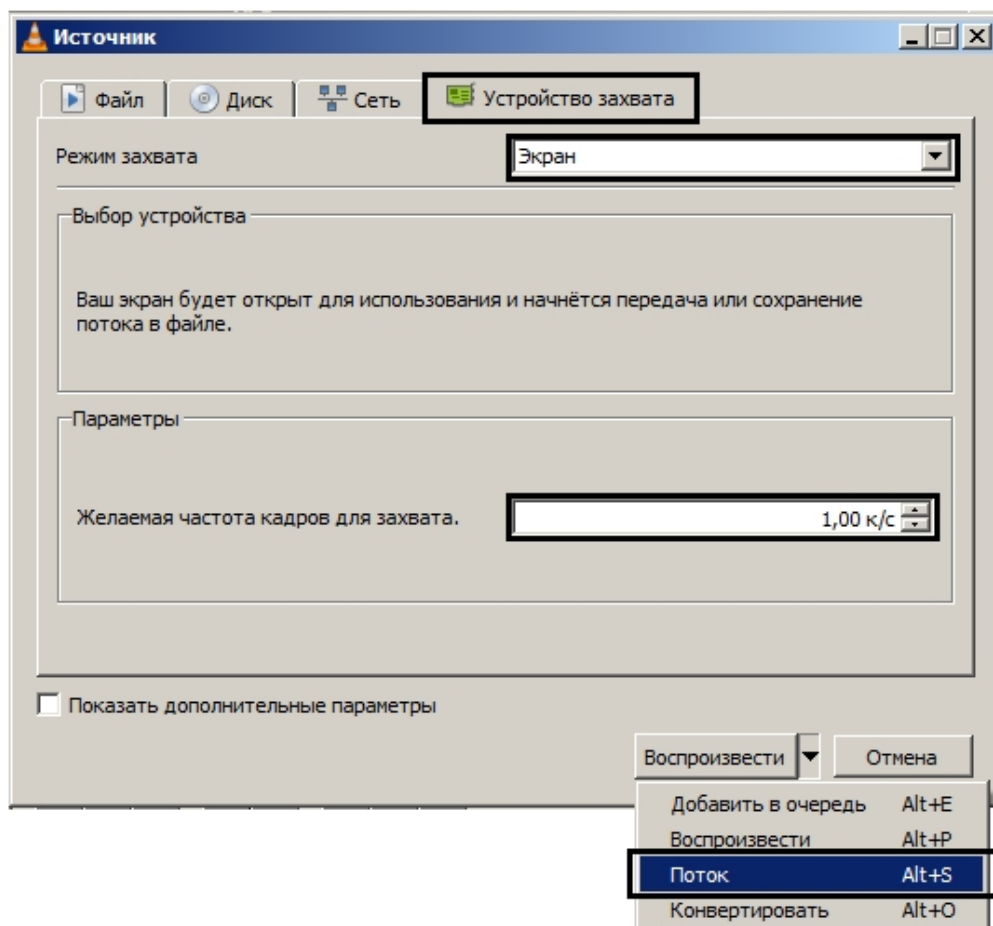 Источник
Файл Диск Сеть Устройство захвата
Режим захвата Экран
Выбор устройства
Ваш экран будет открыт для использования и начнётся передача или сохранение
потока в файле.
Параметры
Желаемая частота кадров для захвата. 1,00 к/с
Показать дополнительные параметры
Воспроизвести Отмена
Добавить в очередь Alt+E
Воспроизвести Alt+P
Поток Alt+S
Конвертировать Alt+O